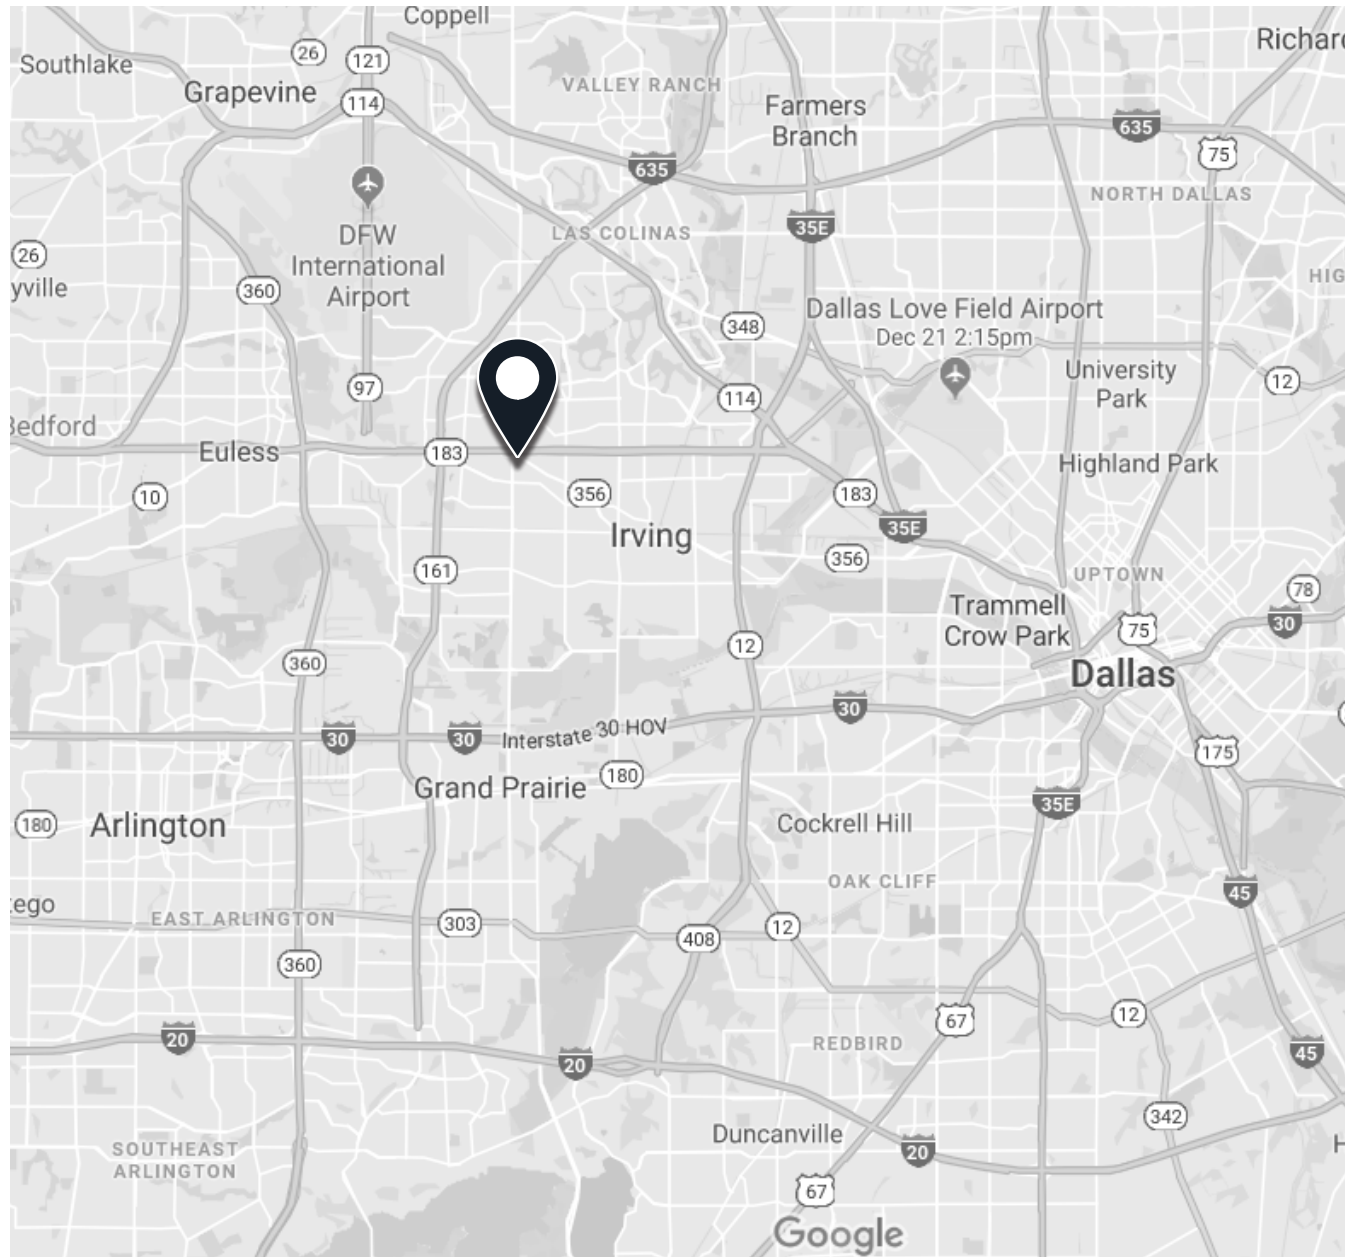 Coppell
Southlake
26
121
Grapevine
114
VALLEY RANCH
Farmers
Branch
635
635
75
NORTH DALLAS
DFW
International
Airport
LAS COLINAS
35E
26
360
348
Dallas Love Field Airport
Dec 21 2:15pm
University
Park
12
97
114
Bedford
Euless
183
Highland Park
10
356
183
35E
Irving
356
161
UPTOWN
78
Trammell
Crow Park
75
30
12
360
Dallas
30
30
30
Interstate 30 HOV
175
Grand Prairie
180
35E
180
Arlington
Cockrell Hill
OAK CLIFF
45
EAST ARLINGTON
303
408
12
360
67
12
20
20
REDBIRD
45
342
Duncanville
20
SOUTHEAST
ARLINGTON
67
Google